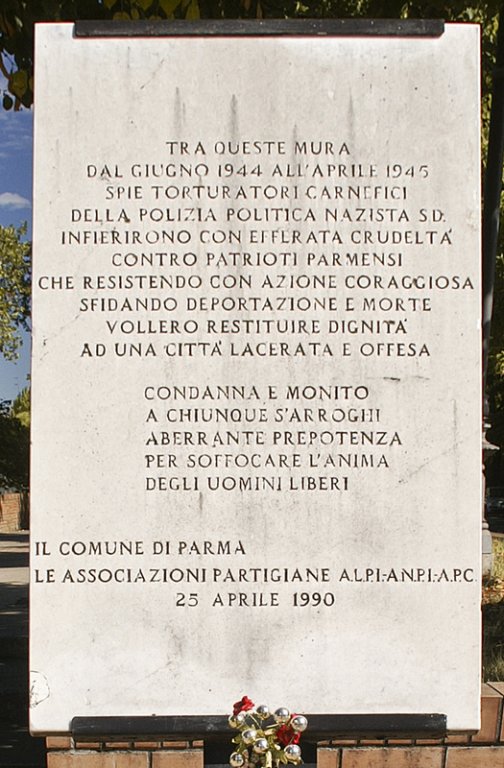 TRA QUESTE MURA
DAL GIUGNO 1944 ALL'APRILE 1945
SPIE TORTURATORI CARNEFICI
DELLA POLIZIA POLITICA NAZISTA S.D.
INFIERIRONO CON EFFERATA CRUDELTA'
CONTRO PATRIOTI PARMENSI
CHE RESISTENDO CON AZIONE CORAGGIOSA
SFIDANDO DEPORTAZIONE E MORTE
VOLLERO RESTITUIRE DIGNITA'
AD UNA CITTA' LACERATA E OFFESA
CONDANNA E MONITO
A CHIUNQUE S'ARROGHI
ABERRANTE PREPOTENZA
PER SOFFOCARE L'ANIMA
DEGLI UOMINI LIBERI
IL COMUNE DI PARMA
LE ASSOCIAZIONI PARTIGIANE A.L.P.I.-A.N.P.I.-A.P.C.
25 APRILE 1990